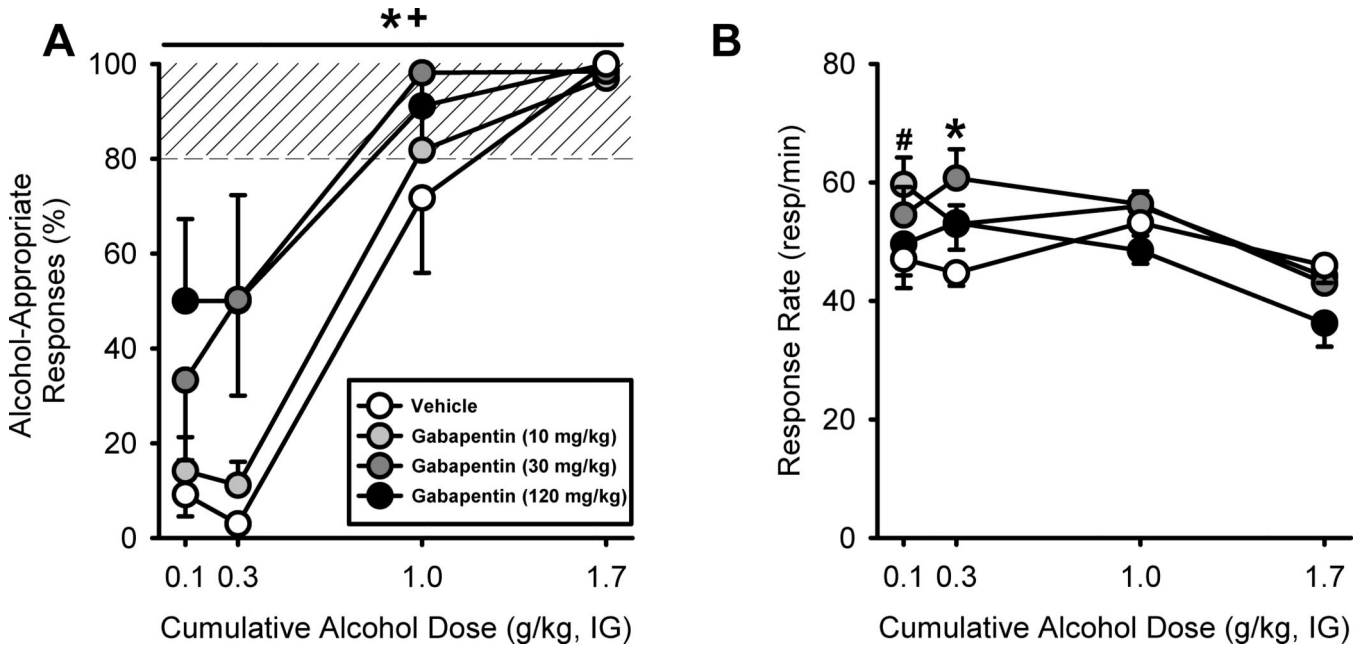 A
* +
100
80
60
40
20
0
Alcohol-Appropriate
Responses (%)
Vehicle
Gabapentin (10 mg/kg)
Gabapentin (30 mg/kg)
Gabapentin (120 mg/kg)
0.1 0.3 1.0 1.7
Cumulative Alcohol Dose (g/kg, IG)
B
80
60
40
20
0
Response Rate (resp/min)
# *
0.1 0.3 1.0 1.7
Cumulative Alcohol Dose (g/kg, IG)